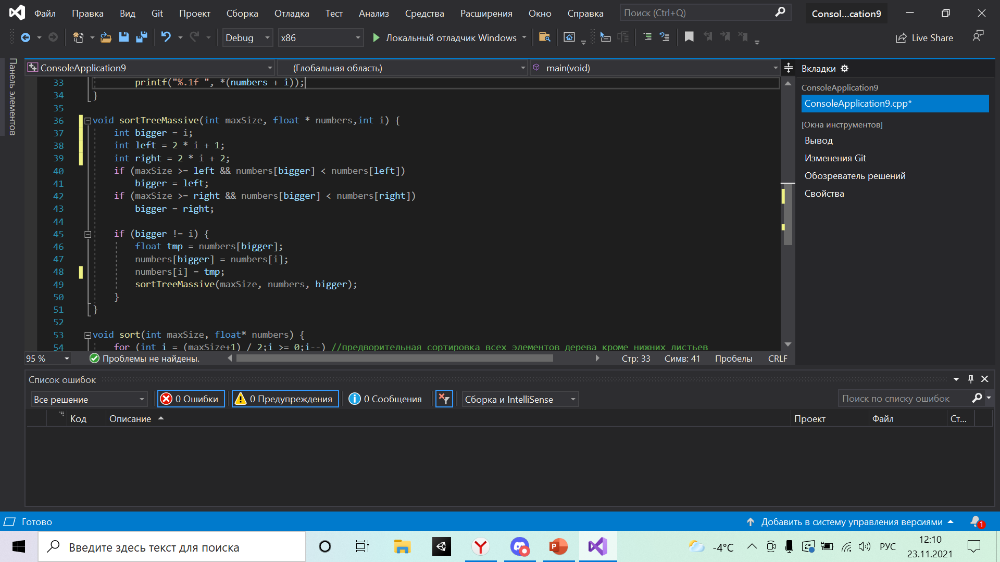 Файл Правка Вид Git Проект Сборка Отладка Тест Анализ Средства Расширения Окно Справка Поиск (Ctrl+Q) Consol...cation9
Debug x86 Локальный отладчик Windows Live Share
Панель элементов
ConsoleApplication9 (Глобальная область) main(void)
33 printf("%.1f ", *(numbers + i));
34 }
35
36 void sortTreeMassive(int maxSize, float * numbers,int i) {
37 int bigger = i;
38 int left = 2 * i + 1;
39 int right = 2 * i + 2;
40 if (maxSize >= left && numbers[bigger] < numbers[left])
41 bigger = left;
42 if (maxSize >= right && numbers[bigger] < numbers[right])
43 bigger = right;
44
45 if (bigger != i) {
46 float tmp = numbers[bigger];
47 numbers[bigger] = numbers[i];
48 numbers[i] = tmp;
49 sortTreeMassive(maxSize, numbers, bigger);
50 }
51 }
52
53 void sort(int maxSize, float* numbers) {
54 for (int i = (maxSize+1) / 2;i >= 0;i--) //предворительная сортировка всех элементов дерева кроме нижних листьев
95 % Проблемы не найдены. Стр: 33 Симв: 41 Пробелы CRLF
Вкладки
ConsoleApplication9
ConsoleApplication9.cpp*
[Окна инструментов]
Вывод
Изменения Git
Обозреватель решений
Свойства
Список ошибок
Все решение 0 Ошибки 0 Предупреждения 0 Сообщения Сборка и IntelliSense Поиск по списку ошибок
Код Описание Проект Файл Ст...
Готово Добавить в систему управления версиями 1
Введите здесь текст для поиска -4°C РУС 12:10
23.11.2021